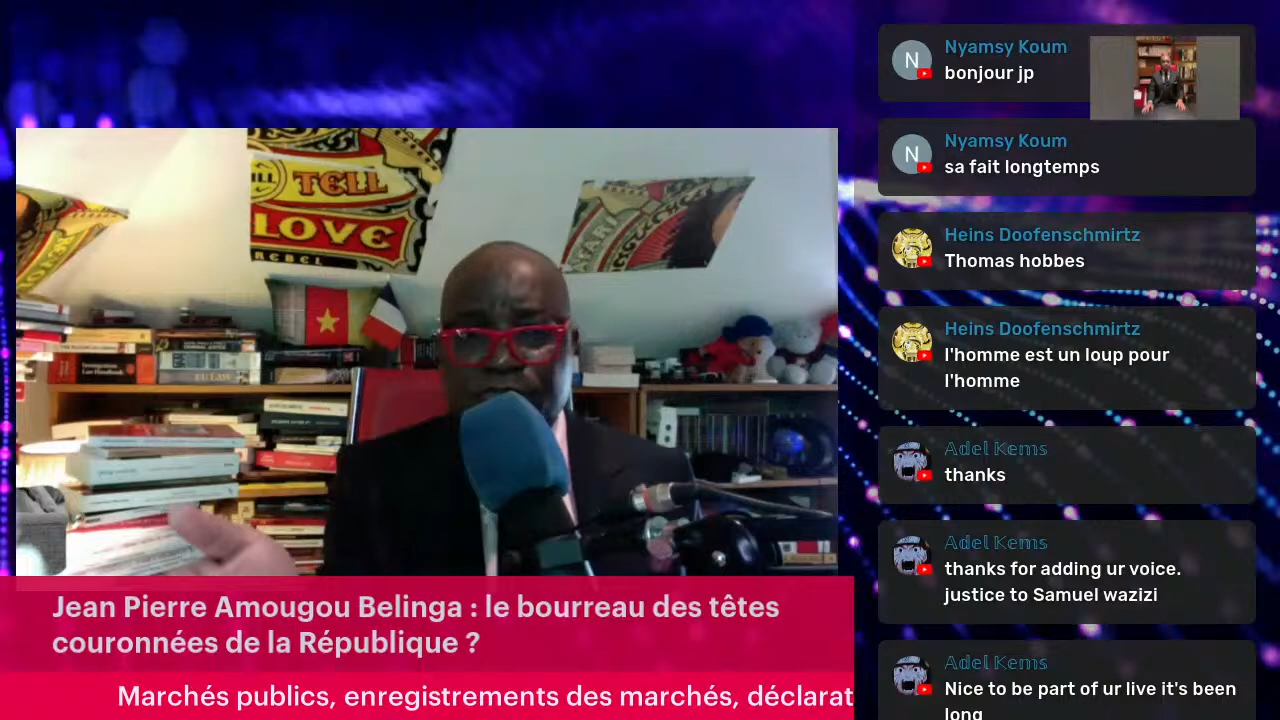 TELL
LOVE
REBEL
EU LAW
Jean Pierre Amougou Belinga : le bourreau des têtes
couronnées de la République ?
Marchés publics, enregistrements des marchés, déclarat
N
Nyamsy Koum
bonjour jp
N
Nyamsy Koum
sa fait longtemps
Heins Doofenschmirtz
Thomas hobbes
Heins Doofenschmirtz
l'homme est un loup pour
l'homme
Adel Kems
thanks
Adel Kems
thanks for adding ur voice.
justice to Samuel wazizi
Adel Kems
Nice to be part of ur live it's been
long